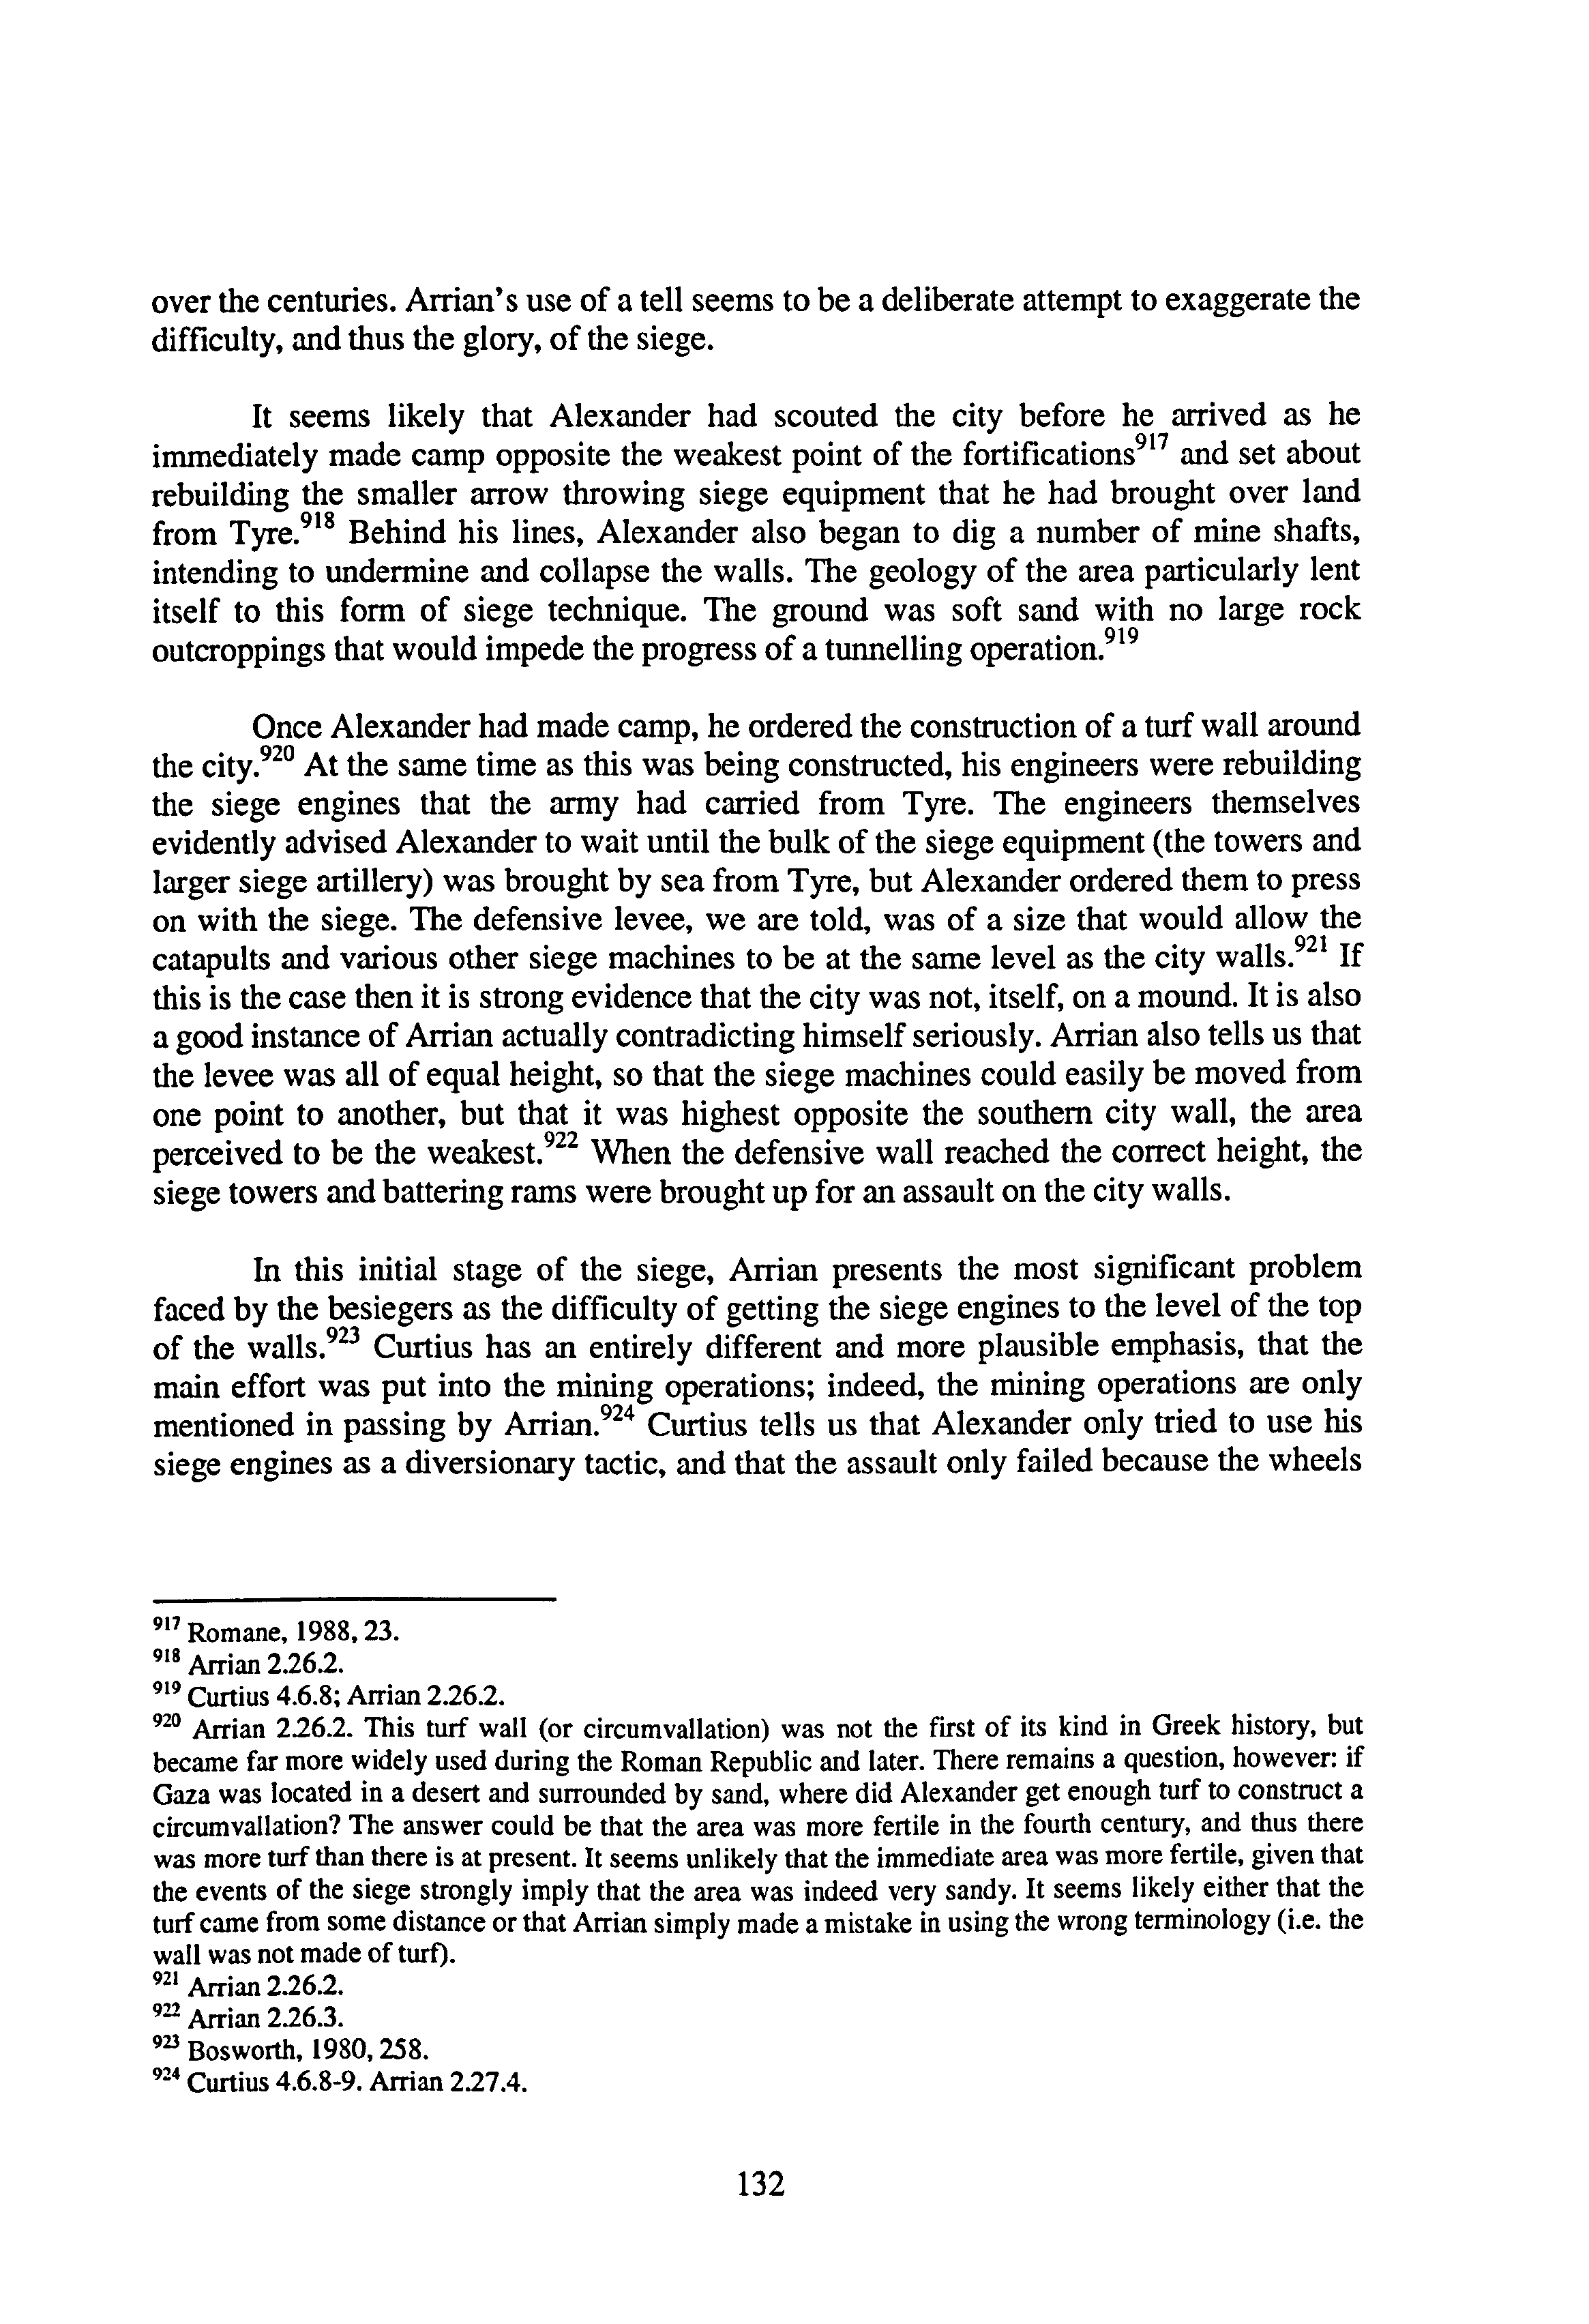 over the centuries. Arrian's use of a tell seems to be a deliberate attempt to exaggerate the
difficulty, and thus the glory, of the siege.
It seems likely that Alexander had scouted the city before he arrived as he
immediately made camp opposite the weakest point of the fortifications917 and set about
rebuilding the smaller arrow throwing siege equipment that he had brought over land
from Tyre.918 Behind his lines, Alexander also began to dig a number of mine shafts,
intending to undermine and collapse the walls. The geology of the area particularly lent
itself to this form of siege technique. The ground was soft sand with no large rock
outcroppings that would impede the progress of a tunnelling operation.919
Once Alexander had made camp, he ordered the construction of a turf wall around
the city.920 At the same time as this was being constructed, his engineers were rebuilding
the siege engines that the army had carried from Tyre. The engineers themselves
evidently advised Alexander to wait until the bulk of the siege equipment (the towers and
larger siege artillery) was brought by sea from Tyre, but Alexander ordered them to press
on with the siege. The defensive levee, we are told, was of a size that would allow the
catapults and various other siege machines to be at the same level as the city walls.921 If
this is the case then it is strong evidence that the city was not, itself, on a mound. It is also
a good instance of Arrian actually contradicting himself seriously. Arrian also tells us that
the levee was all of equal height, so that the siege machines could easily be moved from
one point to another, but that it was highest opposite the southern city wall, the area
perceived to be the weakest.922 When the defensive wall reached the correct height, the
siege towers and battering rams were brought up for an assault on the city walls.
In this initial stage of the siege, Arrian presents the most significant problem
faced by the besiegers as the difficulty of getting the siege engines to the level of the top
of the walls.923 Curtius has an entirely different and more plausible emphasis, that the
main effort was put into the mining operations; indeed, the mining operations are only
mentioned in passing by Arrian.924 Curtius tells us that Alexander only tried to use his
siege engines as a diversionary tactic, and that the assault only failed because the wheels
917 Romane, 1988, 23.
918 Arrian 2.26.2.
919 Curtius 4.6.8; Arrian 2.26.2.
920 Arrian 2.26.2. This turf wall (or circumvallation) was not the first of its kind in Greek history, but
became far more widely used during the Roman Republic and later. There remains a question, however: if
Gaza was located in a desert and surrounded by sand, where did Alexander get enough turf to construct a
circumvallation? The answer could be that the area was more fertile in the fourth century, and thus there
was more turf than there is at present. It seems unlikely that the immediate area was more fertile, given that
the events of the siege strongly imply that the area was indeed very sandy. It seems likely either that the
turf came from some distance or that Arrian simply made a mistake in using the wrong terminology (i.e. the
wall was not made of turf).
921 Arrian 2.26.2.
922 Arrian 2.26.3.
923 Bosworth, 1980, 258.
924 Curtius 4.6.8-9. Arrian 2.27.4.
132